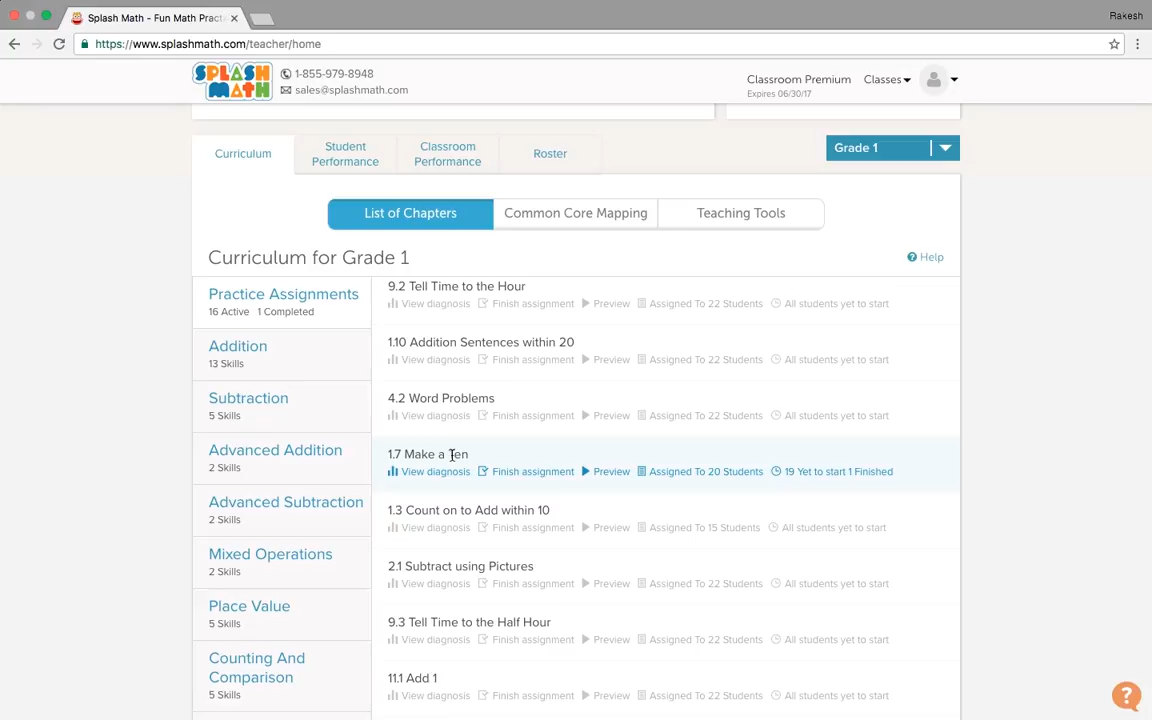 Splash Math - Fun Math Pract
Rakesh
https://www.splashmath.com/teacher/home
SPLASH MATH
1-855-979-8948
sales@splashmath.com
Classroom Premium
Expires 06/30/17
Classes
Curriculum
Student Performance
Classroom Performance
Roster
Grade 1
List of Chapters
Common Core Mapping
Teaching Tools
Curriculum for Grade 1
Help
Practice Assignments
16 Active 1 Completed
Addition
13 Skills
Subtraction
5 Skills
Advanced Addition
2 Skills
Advanced Subtraction
2 Skills
Mixed Operations
2 Skills
Place Value
5 Skills
Counting And
Comparison
5 Skills
9.2 Tell Time to the Hour
View diagnosis Finish assignment Preview Assigned To 22 Students All students yet to start
1.10 Addition Sentences within 20
View diagnosis Finish assignment Preview Assigned To 22 Students All students yet to start
4.2 Word Problems
View diagnosis Finish assignment Preview Assigned To 22 Students All students yet to start
1.7 Make a Ten
View diagnosis Finish assignment Preview Assigned To 20 Students 19 Yet to start 1 Finished
1.3 Count on to Add within 10
View diagnosis Finish assignment Preview Assigned To 15 Students All students yet to start
2.1 Subtract using Pictures
View diagnosis Finish assignment Preview Assigned To 22 Students All students yet to start
9.3 Tell Time to the Half Hour
View diagnosis Finish assignment Preview Assigned To 22 Students All students yet to start
11.1 Add 1
View diagnosis Finish assignment Preview Assigned To 22 Students All students yet to start